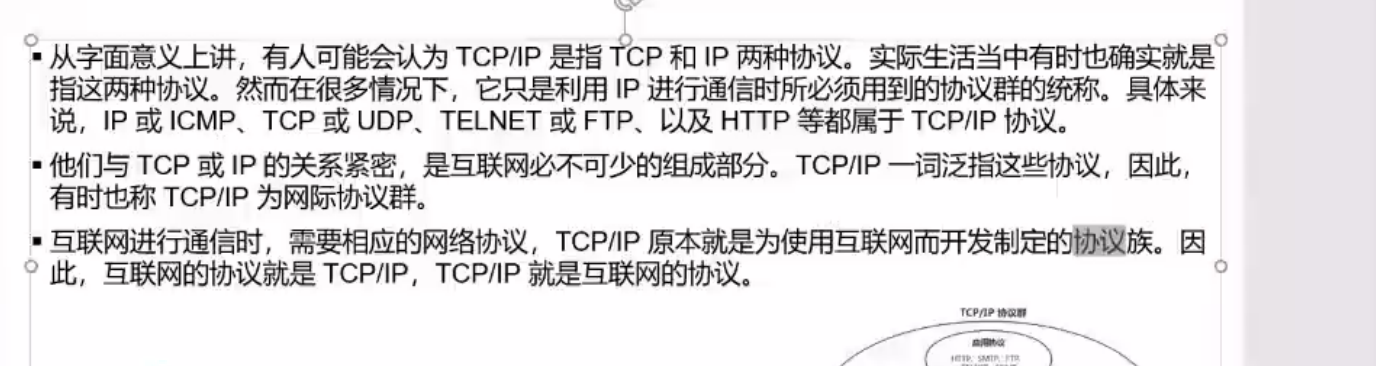 ▪ 从字面意义上讲，有人可能会认为 TCP/IP 是指 TCP 和 IP 两种协议。实际生活当中有时也确实就是
指这两种协议。然而在很多情况下，它只是利用 IP 进行通信时所必须用到的协议群的统称。具体来
说，IP 或 ICMP、TCP 或 UDP、TELNET 或 FTP、以及 HTTP 等都属于 TCP/IP 协议。
▪ 他们与 TCP 或 IP 的关系紧密，是互联网必不可少的组成部分。TCP/IP 一词泛指这些协议，因此，
有时也称 TCP/IP 为网际协议群。
▪ 互联网进行通信时，需要相应的网络协议，TCP/IP 原本就是为使用互联网而开发制定的协议族。因
此，互联网的协议就是 TCP/IP，TCP/IP 就是互联网的协议。
TCP/IP 协议群
应用协议
HTTP、SMTP、FTP、